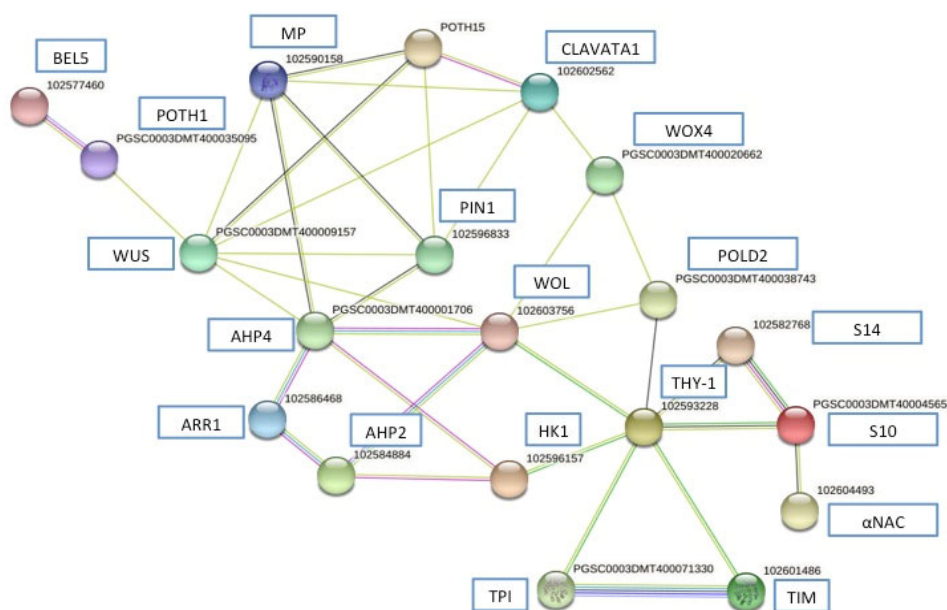 POTH15
MP
102590158
CLAVATA1
102602562
BEL5
102577460
POTH1
PGSC0003DMT400035095
WOX4
PGSC0003DMT400020662
PIN1
102596833
WUS
PGSC0003DMT400009157
POLD2
PGSC0003DMT400038743
WOL
102603756
AHP4
PGSC0003DMT400001706
102582768
S14
THY-1
102593228
PGSC0003DMT40004565
S10
ARR1
102586468
AHP2
102584884
HK1
102596157
102604493
αNAC
TPI
PGSC0003DMT400071330
102601486
TIM